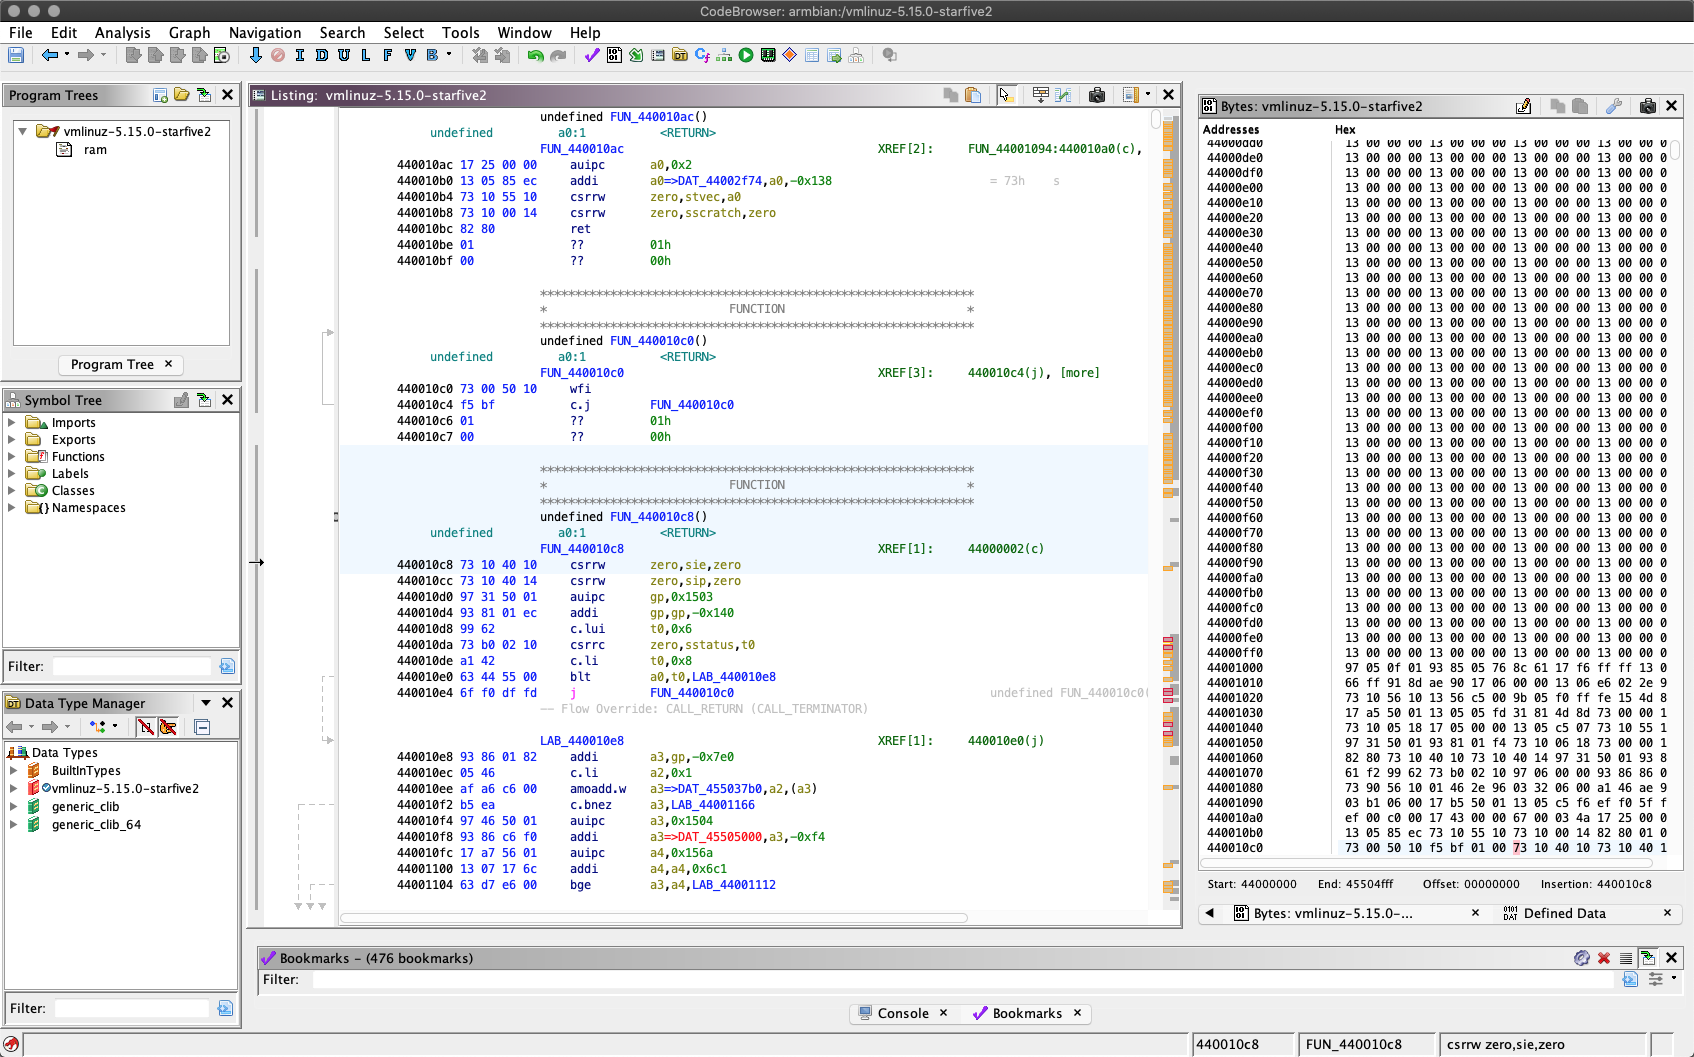 CodeBrowser: armbian:/vmlinuz-5.15.0-starfive2
File Edit Analysis Graph Navigation Search Select Tools Window Help
I D U L F V B
Program Trees
vmlinuz-5.15.0-starfive2
ram
Program Tree ×
Symbol Tree
Imports
Exports
Functions
Labels
Classes
Namespaces
Filter:
Data Type Manager
Data Types
BuiltInTypes
vmlinuz-5.15.0-starfive2
generic_clib
generic_clib_64
Filter:
Listing: vmlinuz-5.15.0-starfive2
undefined FUN_440010ac()
undefined a0:1 <RETURN>
FUN_440010ac XREF[2]: FUN_44001094:440010a0(c),
440010ac 17 25 00 00 auipc a0,0x2
440010b0 13 05 85 ec addi a0=>DAT_44002f74,a0,-0x138 = 73h s
440010b4 73 10 55 10 csrrw zero,stvec,a0
440010b8 73 10 00 14 csrrw zero,sscratch,zero
440010bc 82 80 ret
440010be 01 ?? 01h
440010bf 00 ?? 00h
**************************************************************
* FUNCTION *
**************************************************************
undefined FUN_440010c0()
undefined a0:1 <RETURN>
FUN_440010c0 XREF[3]: 440010c4(j), [more]
440010c0 73 00 50 10 wfi
440010c4 f5 bf c.j FUN_440010c0
440010c6 01 ?? 01h
440010c7 00 ?? 00h
**************************************************************
* FUNCTION *
**************************************************************
undefined FUN_440010c8()
undefined a0:1 <RETURN>
FUN_440010c8 XREF[1]: 44000002(c)
440010c8 73 10 40 10 csrrw zero,sie,zero
440010cc 73 10 40 14 csrrw zero,sip,zero
440010d0 97 31 50 01 auipc gp,0x1503
440010d4 93 81 01 ec addi gp,gp,-0x140
440010d8 99 62 c.lui t0,0x6
440010da 73 b0 02 10 csrrc zero,sstatus,t0
440010de a1 42 c.li t0,0x8
440010e0 63 44 55 00 blt a0,t0,LAB_440010e8
440010e4 6f f0 df fd j FUN_440010c0 undefined FUN_440010c0(
-- Flow Override: CALL_RETURN (CALL_TERMINATOR)
LAB_440010e8 XREF[1]: 440010e0(j)
440010e8 93 86 01 82 addi a3,gp,-0x7e0
440010ec 05 46 c.li a2,0x1
440010ee af a6 c6 00 amoadd.w a3=>DAT_455037b0,a2,(a3)
440010f2 b5 ea c.bnez a3,LAB_44001166
440010f4 97 46 50 01 auipc a3,0x1504
440010f8 93 86 c6 f0 addi a3=>DAT_45505000,a3,-0xf4
440010fc 17 a7 56 01 auipc a4,0x156a
44001100 13 07 17 6c addi a4,a4,0x6c1
44001104 63 d7 e6 00 bge a3,a4,LAB_44001112
Bytes: vmlinuz-5.15.0-starfive2
Addresses Hex
44000dd0 13 00 00 00 13 00 00 00 13 00 00 00 13 00 00 0
44000de0 13 00 00 00 13 00 00 00 13 00 00 00 13 00 00 0
44000df0 13 00 00 00 13 00 00 00 13 00 00 00 13 00 00 0
44000e00 13 00 00 00 13 00 00 00 13 00 00 00 13 00 00 0
44000e10 13 00 00 00 13 00 00 00 13 00 00 00 13 00 00 0
44000e20 13 00 00 00 13 00 00 00 13 00 00 00 13 00 00 0
44000e30 13 00 00 00 13 00 00 00 13 00 00 00 13 00 00 0
44000e40 13 00 00 00 13 00 00 00 13 00 00 00 13 00 00 0
44000e50 13 00 00 00 13 00 00 00 13 00 00 00 13 00 00 0
44000e60 13 00 00 00 13 00 00 00 13 00 00 00 13 00 00 0
44000e70 13 00 00 00 13 00 00 00 13 00 00 00 13 00 00 0
44000e80 13 00 00 00 13 00 00 00 13 00 00 00 13 00 00 0
44000e90 13 00 00 00 13 00 00 00 13 00 00 00 13 00 00 0
44000ea0 13 00 00 00 13 00 00 00 13 00 00 00 13 00 00 0
44000eb0 13 00 00 00 13 00 00 00 13 00 00 00 13 00 00 0
44000ec0 13 00 00 00 13 00 00 00 13 00 00 00 13 00 00 0
44000ed0 13 00 00 00 13 00 00 00 13 00 00 00 13 00 00 0
44000ee0 13 00 00 00 13 00 00 00 13 00 00 00 13 00 00 0
44000ef0 13 00 00 00 13 00 00 00 13 00 00 00 13 00 00 0
44000f00 13 00 00 00 13 00 00 00 13 00 00 00 13 00 00 0
44000f10 13 00 00 00 13 00 00 00 13 00 00 00 13 00 00 0
44000f20 13 00 00 00 13 00 00 00 13 00 00 00 13 00 00 0
44000f30 13 00 00 00 13 00 00 00 13 00 00 00 13 00 00 0
44000f40 13 00 00 00 13 00 00 00 13 00 00 00 13 00 00 0
44000f50 13 00 00 00 13 00 00 00 13 00 00 00 13 00 00 0
44000f60 13 00 00 00 13 00 00 00 13 00 00 00 13 00 00 0
44000f70 13 00 00 00 13 00 00 00 13 00 00 00 13 00 00 0
44000f80 13 00 00 00 13 00 00 00 13 00 00 00 13 00 00 0
44000f90 13 00 00 00 13 00 00 00 13 00 00 00 13 00 00 0
44000fa0 13 00 00 00 13 00 00 00 13 00 00 00 13 00 00 0
44000fb0 13 00 00 00 13 00 00 00 13 00 00 00 13 00 00 0
44000fc0 13 00 00 00 13 00 00 00 13 00 00 00 13 00 00 0
44000fd0 13 00 00 00 13 00 00 00 13 00 00 00 13 00 00 0
44000fe0 13 00 00 00 13 00 00 00 13 00 00 00 13 00 00 0
44000ff0 13 00 00 00 13 00 00 00 13 00 00 00 13 00 00 0
44001000 97 05 0f 01 93 85 05 76 8c 61 17 f6 ff ff 13 0
44001010 66 ff 91 8d ae 90 17 06 00 00 13 06 e6 02 2e 9
44001020 73 10 56 10 13 56 c5 00 9b 05 f0 ff fe 15 4d 8
44001030 17 a5 50 01 13 05 05 fd 31 81 4d 8d 73 00 00 1
44001040 73 10 05 18 17 05 00 00 13 05 c5 07 73 10 55 1
44001050 97 31 50 01 93 81 01 f4 73 10 06 18 73 00 00 1
44001060 82 80 73 10 40 10 73 10 40 14 97 31 50 01 93 8
44001070 61 f2 99 62 73 b0 02 10 97 06 00 00 93 86 86 0
44001080 73 90 56 10 01 46 2e 96 03 32 06 00 a1 46 ae 9
44001090 03 b1 06 00 17 b5 50 01 13 05 c5 f6 ef f0 5f f
440010a0 ef 00 c0 00 17 43 00 00 67 00 03 4a 17 25 00 0
440010b0 13 05 85 ec 73 10 55 10 73 10 00 14 82 80 01 0
440010c0 73 00 50 10 f5 bf 01 00 73 10 40 10 73 10 40 1
Start: 44000000 End: 45504fff Offset: 00000000 Insertion: 440010c8
Bytes: vmlinuz-5.15.0-... × Defined Data ×
Bookmarks - (476 bookmarks)
Filter:
Console × Bookmarks ×
440010c8 FUN_440010c8 csrrw zero,sie,zero